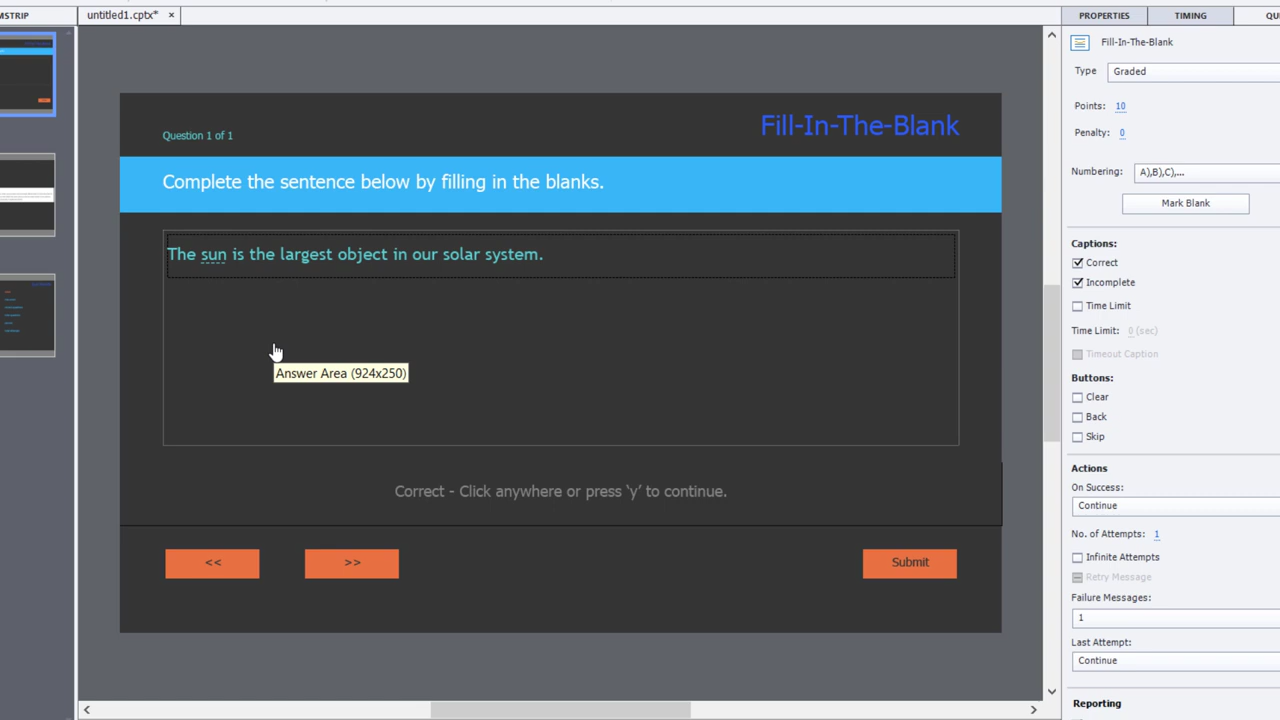 MSTRIP
untitled1.cptx* ×
PROPERTIES
TIMING
QU
Fill-In-The-Blank
Type Graded
Points: 10
Penalty: 0
Numbering: A),B),C),...
Mark Blank
Captions:
Correct
Incomplete
Time Limit
Time Limit: 0 (sec)
Timeout Caption
Buttons:
Clear
Back
Skip
Actions
On Success:
Continue
No. of Attempts: 1
Infinite Attempts
Retry Message
Failure Messages:
1
Last Attempt:
Continue
Reporting
Question 1 of 1
Fill-In-The-Blank
Complete the sentence below by filling in the blanks.
The sun is the largest object in our solar system.
Answer Area (924x250)
Correct - Click anywhere or press ‘y’ to continue.
<<
>>
Submit